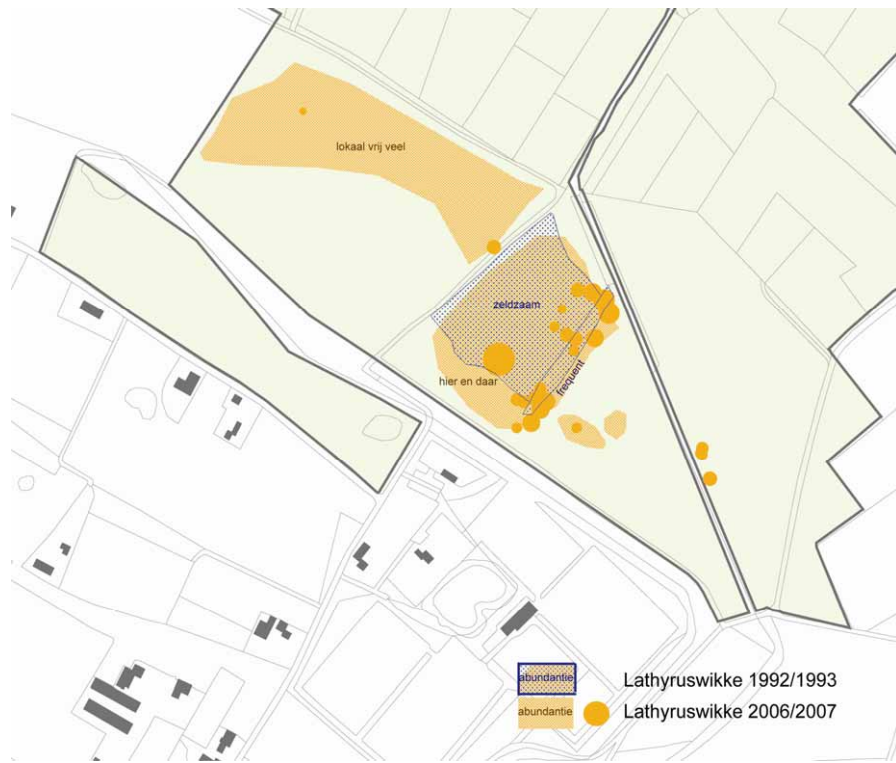 lokaal vrij veel
zeldzaam
hier en daar
frequent
abundantie
Lathyruswikke 1992/1993
abundantie
Lathyruswikke 2006/2007